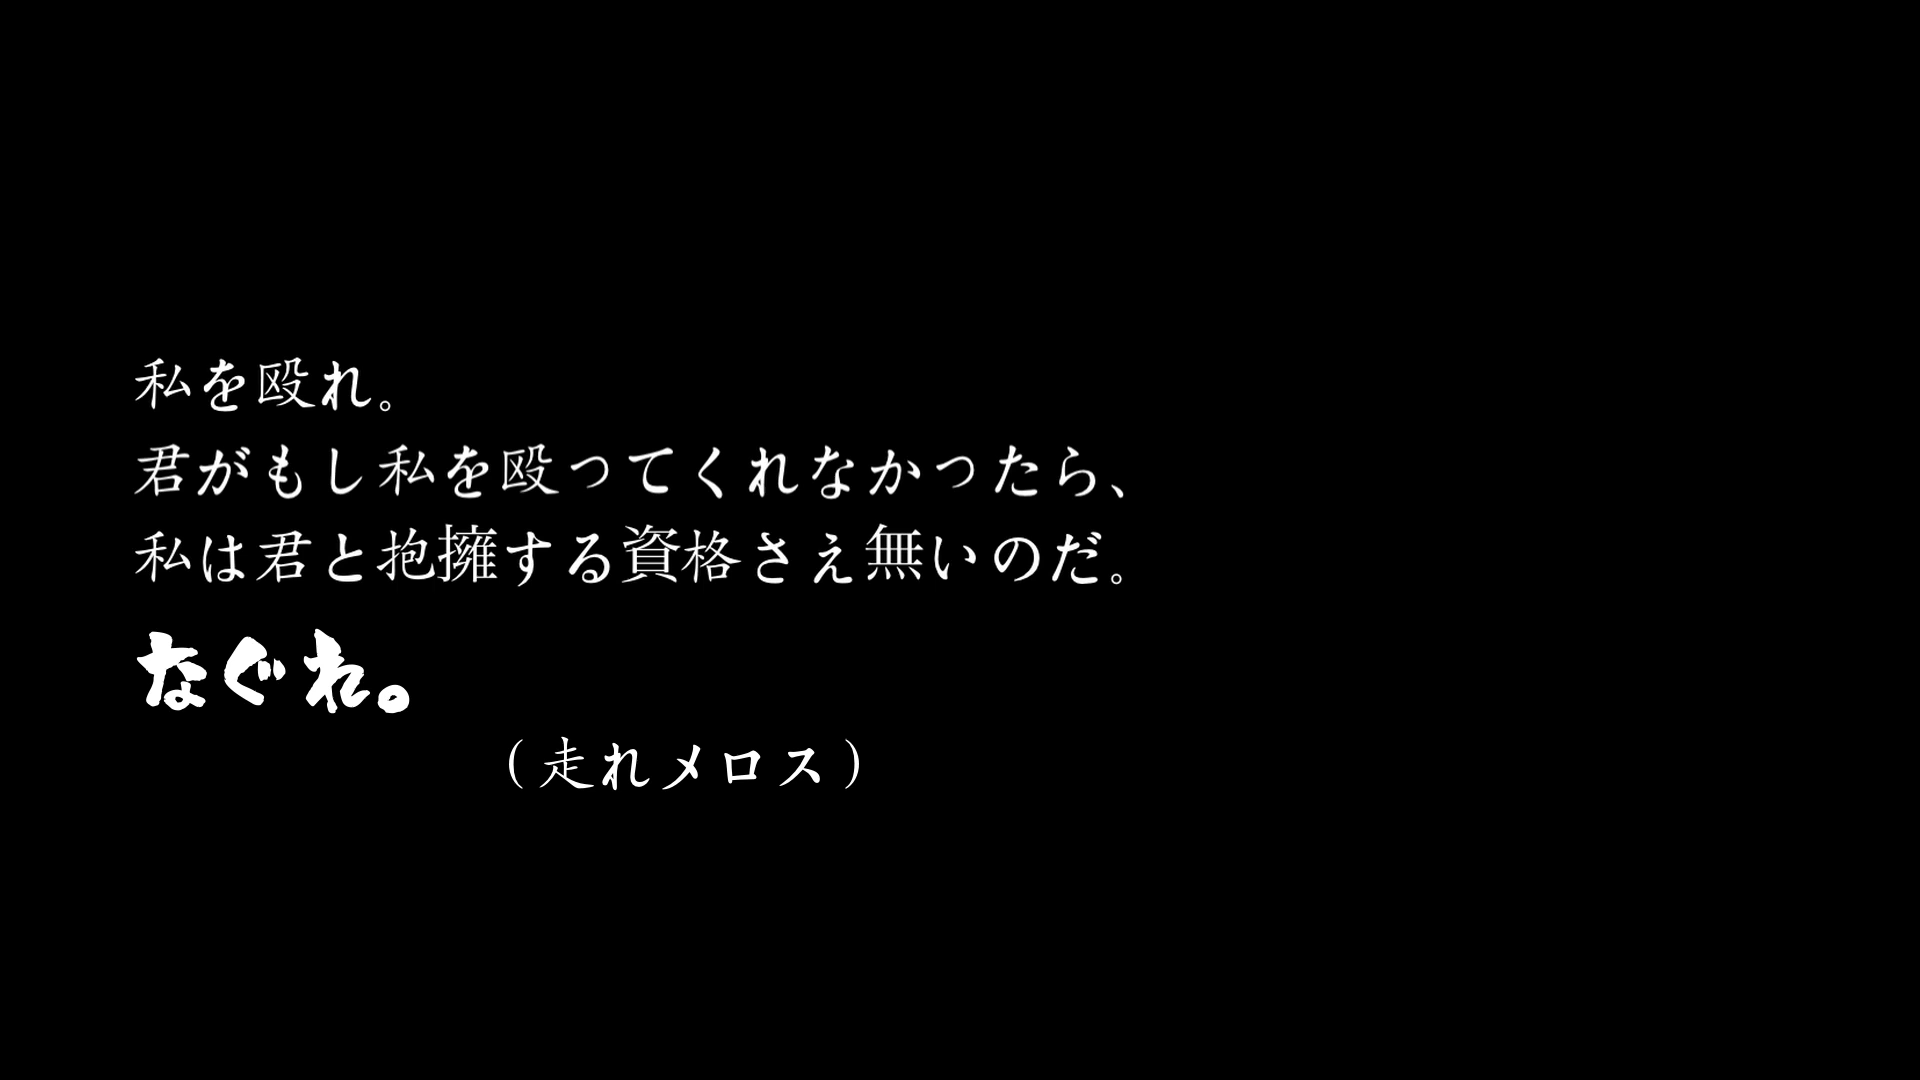 私を殴れ。
君がもし私を殴ってくれなかったら、
私は君と抱擁する資格さえ無いのだ。
なぐれ。
（走れメロス）